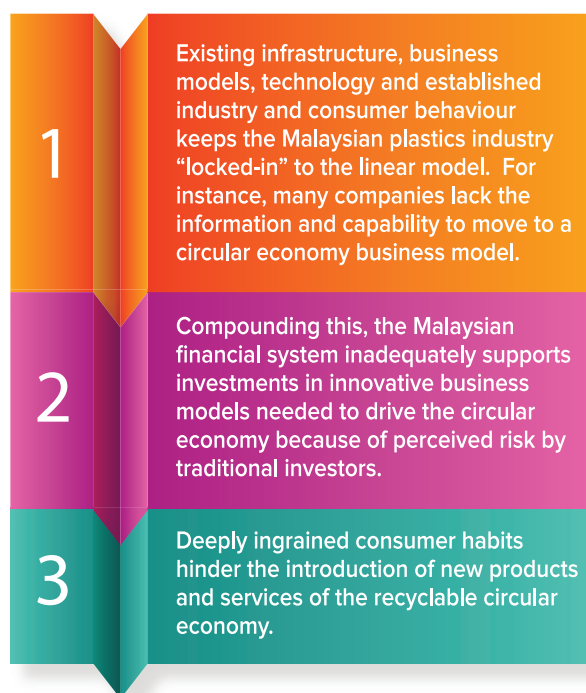 1
Existing infrastructure, business
models, technology and established
industry and consumer behaviour
keeps the Malaysian plastics industry
“locked-in” to the linear model.  For
instance, many companies lack the
information and capability to move to a
circular economy business model.
2
Compounding this, the Malaysian
financial system inadequately supports
investments in innovative business
models needed to drive the circular
economy because of perceived risk by
traditional investors.
3
Deeply ingrained consumer habits
hinder the introduction of new products
and services of the recyclable circular
economy.